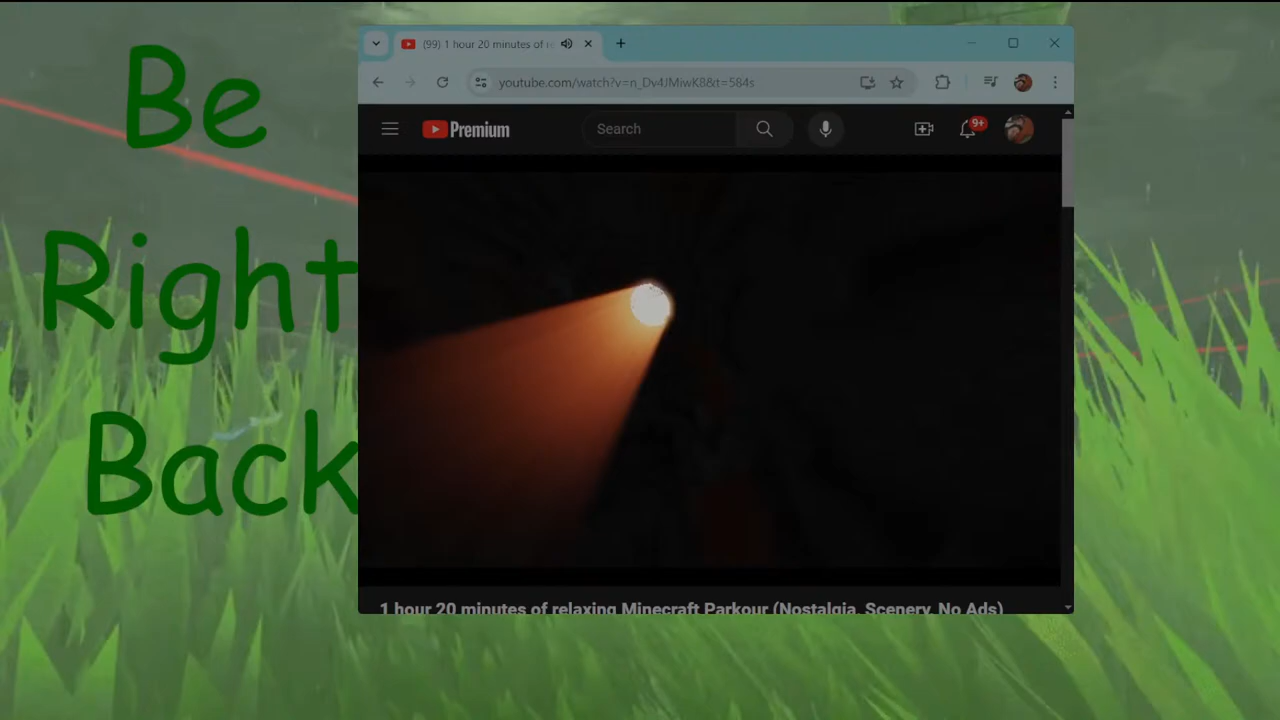 Be
Right
Back
(99) 1 hour 20 minutes of re
youtube.com/watch?v=n_Dv4JMiwK8&t=584s
Premium
Search
9+
1 hour 20 minutes of relaxing Minecraft Parkour (Nostalgia, Scenery, No Ads)